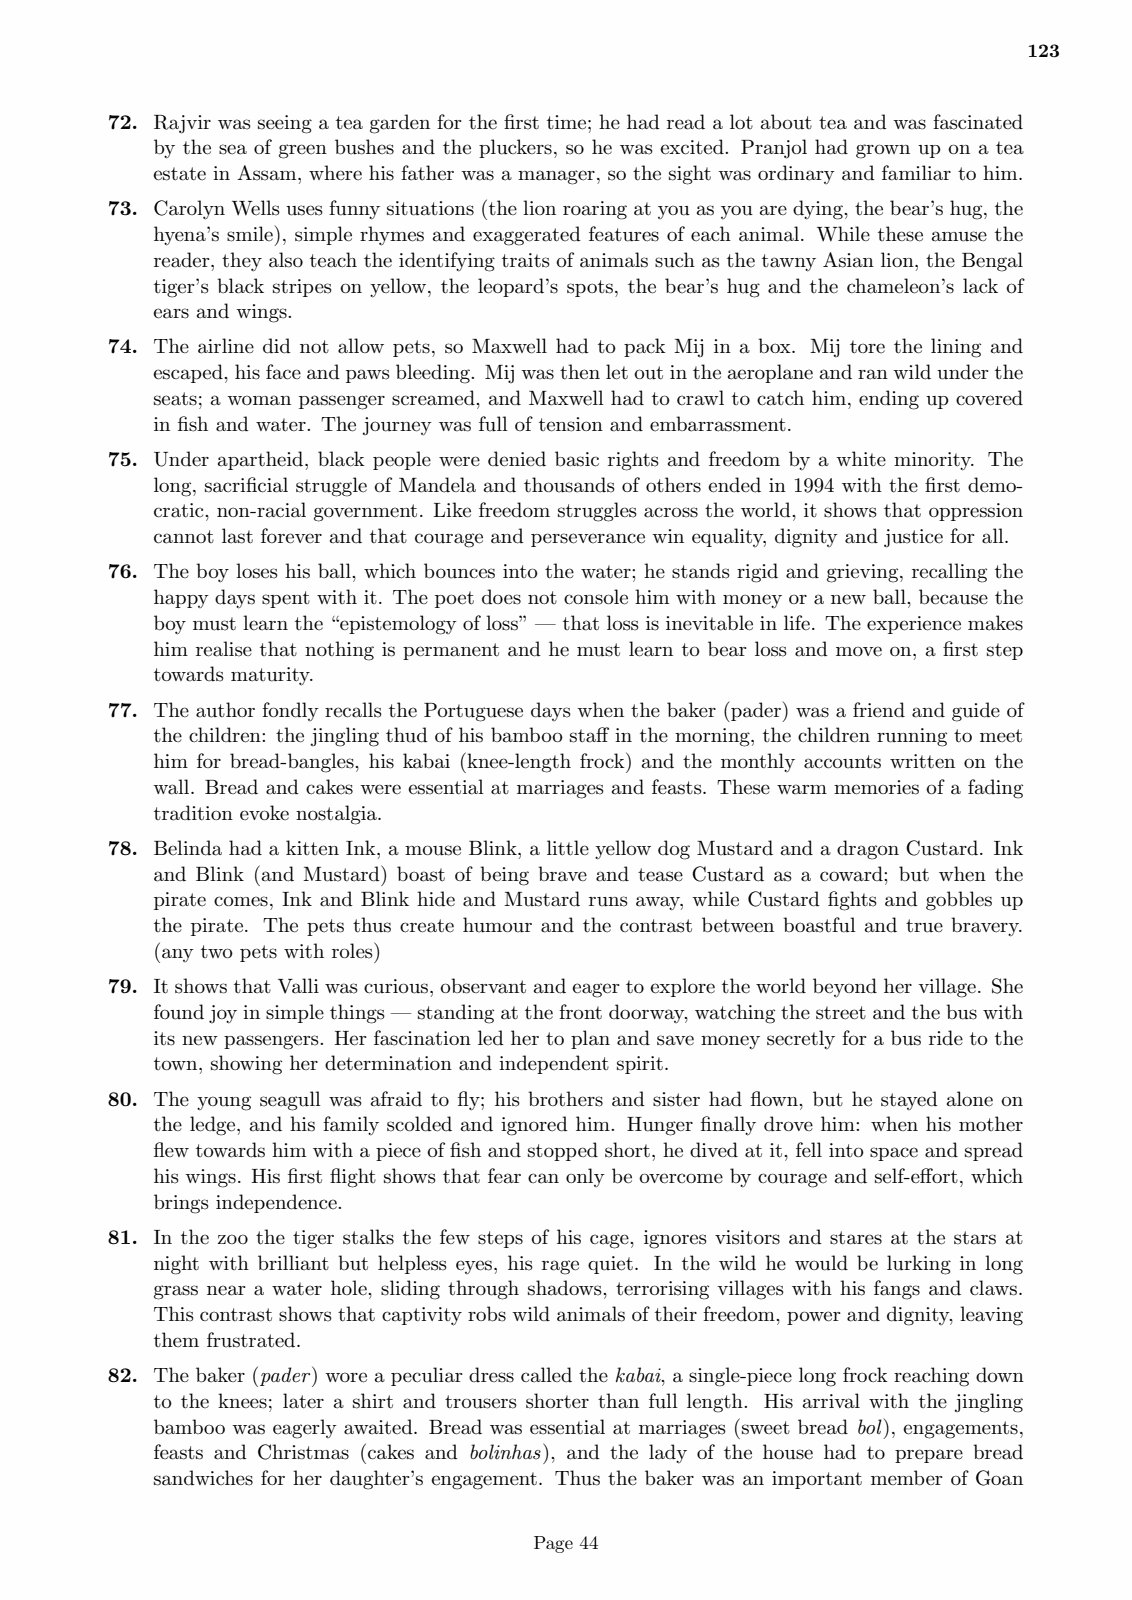 123
72. Rajvir was seeing a tea garden for the first time; he had read a lot about tea and was fascinated
by the sea of green bushes and the pluckers, so he was excited. Pranjol had grown up on a tea
estate in Assam, where his father was a manager, so the sight was ordinary and familiar to him.
73. Carolyn Wells uses funny situations (the lion roaring at you as you are dying, the bear's hug, the
hyena's smile), simple rhymes and exaggerated features of each animal. While these amuse the
reader, they also teach the identifying traits of animals such as the tawny Asian lion, the Bengal
tiger's black stripes on yellow, the leopard's spots, the bear's hug and the chameleon's lack of
ears and wings.
74. The airline did not allow pets, so Maxwell had to pack Mij in a box. Mij tore the lining and
escaped, his face and paws bleeding. Mij was then let out in the aeroplane and ran wild under the
seats; a woman passenger screamed, and Maxwell had to crawl to catch him, ending up covered
in fish and water. The journey was full of tension and embarrassment.
75. Under apartheid, black people were denied basic rights and freedom by a white minority. The
long, sacrificial struggle of Mandela and thousands of others ended in 1994 with the first demo-
cratic, non-racial government. Like freedom struggles across the world, it shows that oppression
cannot last forever and that courage and perseverance win equality, dignity and justice for all.
76. The boy loses his ball, which bounces into the water; he stands rigid and grieving, recalling the
happy days spent with it. The poet does not console him with money or a new ball, because the
boy must learn the “epistemology of loss” — that loss is inevitable in life. The experience makes
him realise that nothing is permanent and he must learn to bear loss and move on, a first step
towards maturity.
77. The author fondly recalls the Portuguese days when the baker (pader) was a friend and guide of
the children: the jingling thud of his bamboo staff in the morning, the children running to meet
him for bread-bangles, his kabai (knee-length frock) and the monthly accounts written on the
wall. Bread and cakes were essential at marriages and feasts. These warm memories of a fading
tradition evoke nostalgia.
78. Belinda had a kitten Ink, a mouse Blink, a little yellow dog Mustard and a dragon Custard. Ink
and Blink (and Mustard) boast of being brave and tease Custard as a coward; but when the
pirate comes, Ink and Blink hide and Mustard runs away, while Custard fights and gobbles up
the pirate. The pets thus create humour and the contrast between boastful and true bravery.
(any two pets with roles)
79. It shows that Valli was curious, observant and eager to explore the world beyond her village. She
found joy in simple things — standing at the front doorway, watching the street and the bus with
its new passengers. Her fascination led her to plan and save money secretly for a bus ride to the
town, showing her determination and independent spirit.
80. The young seagull was afraid to fly; his brothers and sister had flown, but he stayed alone on
the ledge, and his family scolded and ignored him. Hunger finally drove him: when his mother
flew towards him with a piece of fish and stopped short, he dived at it, fell into space and spread
his wings. His first flight shows that fear can only be overcome by courage and self-effort, which
brings independence.
81. In the zoo the tiger stalks the few steps of his cage, ignores visitors and stares at the stars at
night with brilliant but helpless eyes, his rage quiet. In the wild he would be lurking in long
grass near a water hole, sliding through shadows, terrorising villages with his fangs and claws.
This contrast shows that captivity robs wild animals of their freedom, power and dignity, leaving
them frustrated.
82. The baker (pader) wore a peculiar dress called the kabai, a single-piece long frock reaching down
to the knees; later a shirt and trousers shorter than full length. His arrival with the jingling
bamboo was eagerly awaited. Bread was essential at marriages (sweet bread bol), engagements,
feasts and Christmas (cakes and bolinhas), and the lady of the house had to prepare bread
sandwiches for her daughter's engagement. Thus the baker was an important member of Goan
Page 44